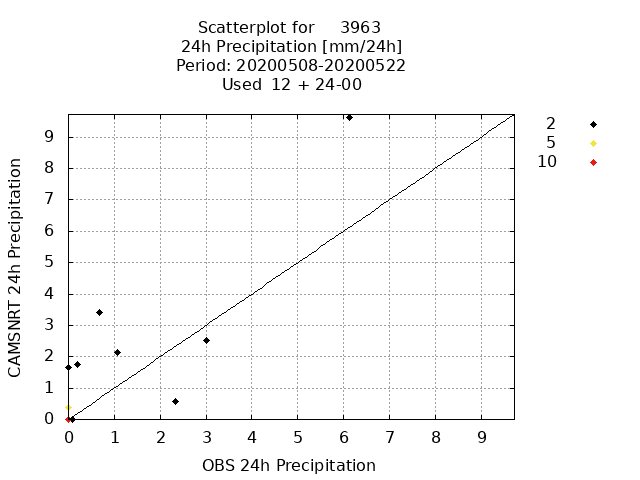 Scatterplot for 3963
24h Precipitation [mm/24h]
Period: 20200508-20200522
Used 12 + 24-00
2
5
10
CAMSNRT 24h Precipitation
9
8
7
6
5
4
3
2
1
0
0 1 2 3 4 5 6 7 8 9
OBS 24h Precipitation